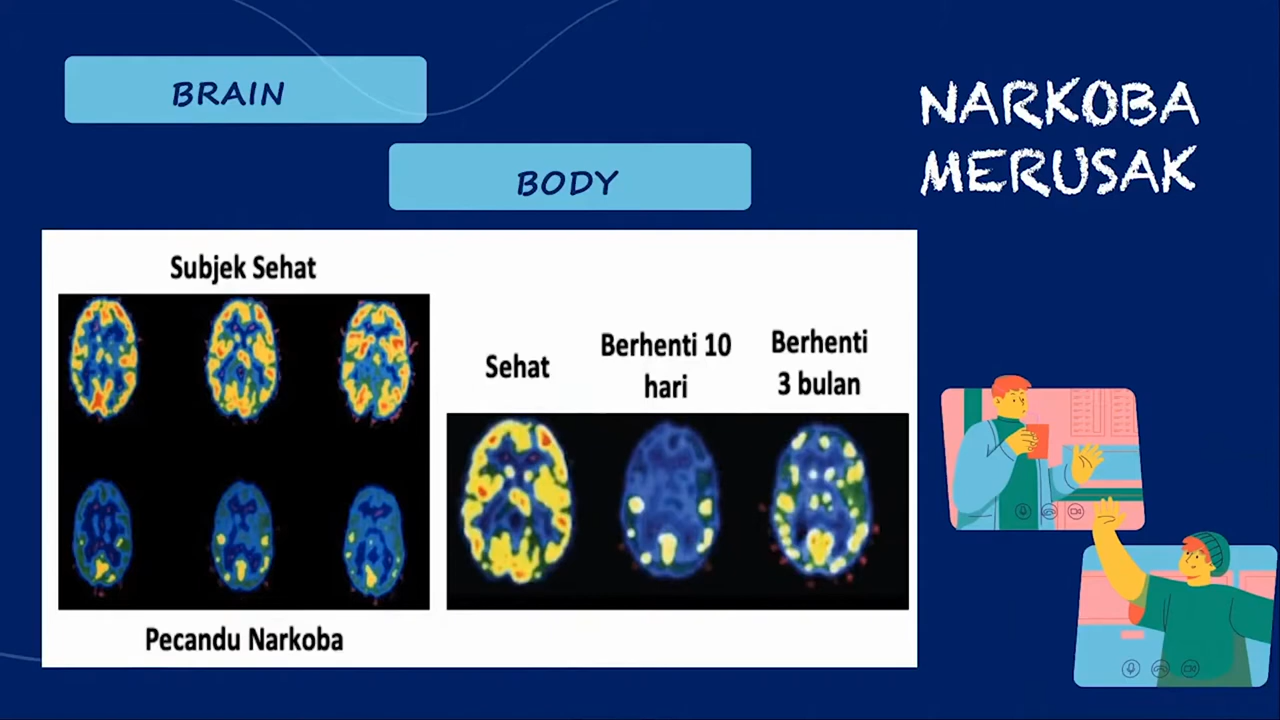 BRAIN
BODY
NARKOBA
MERUSAK
Subjek Sehat
Pecandu Narkoba
Sehat
Berhenti 10
hari
Berhenti
3 bulan